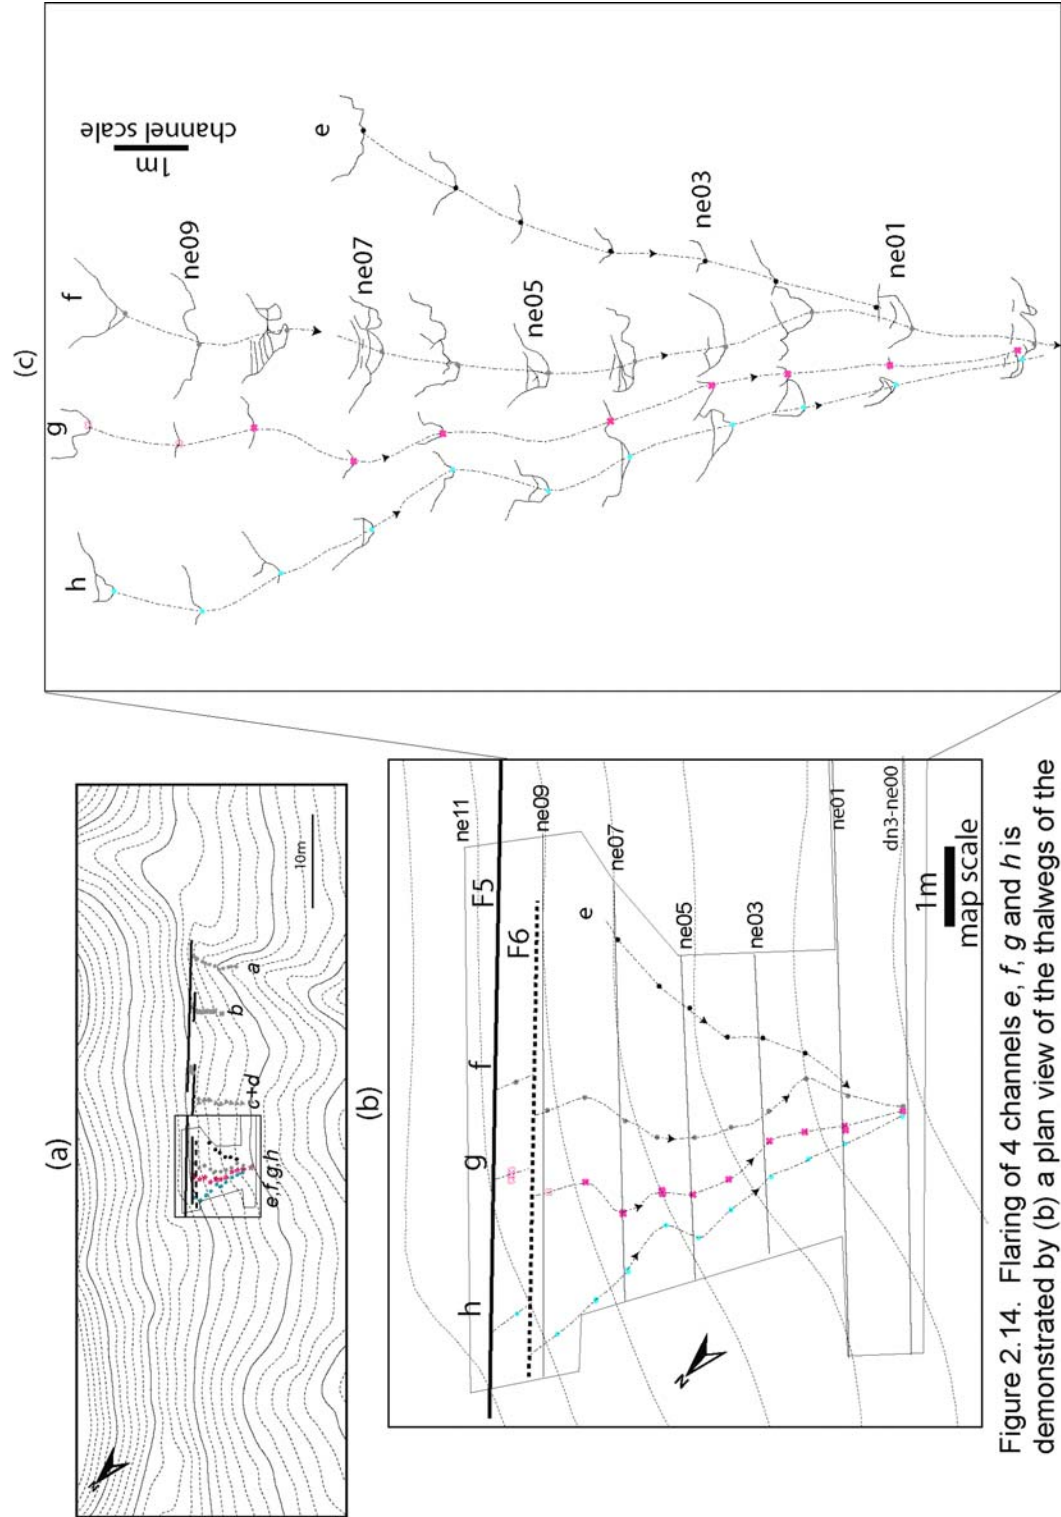 (a)
N
10m
a
b
c+d
e,f,g,h
(b)
ne11
F5
ne09
F6
ne07
h
g
f
e
ne05
ne03
ne01
dn3-ne00
N
1m
map scale
(c)
h
g
f
e
ne09
ne07
ne05
ne03
ne01
1m
channel scale
Figure 2.14. Flaring of 4 channels e, f, g and h is
demonstrated by (b) a plan view of the thalwegs of the